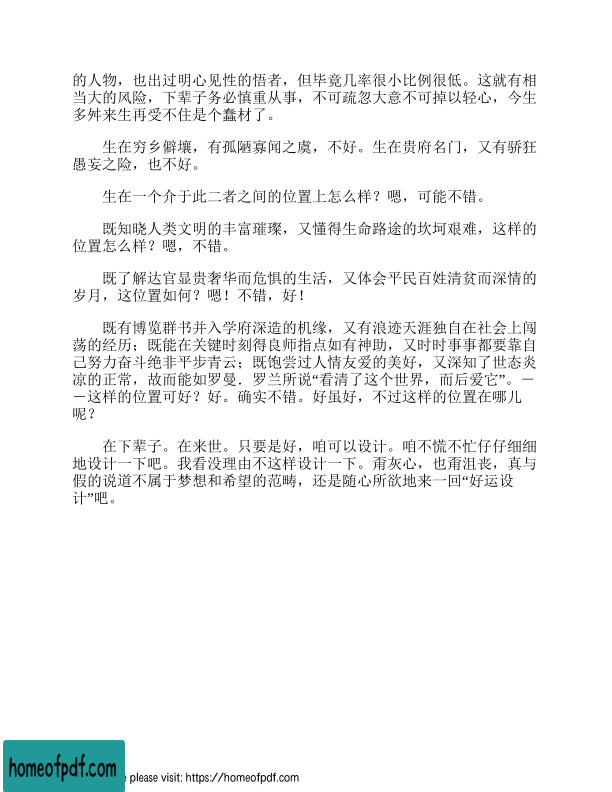 的人物，也出过明心见性的悟者，但毕竟几率很小比例很低。这就有相
当大的风险，下辈子务必慎重从事，不可疏忽大意不可掉以轻心，今生
多舛来生再受不住是个蠢材了。
生在穷乡僻壤，有孤陋寡闻之虞，不好。生在贵府名门，又有骄狂
愚妄之险，也不好。
生在一个介于此二者之间的位置上怎么样？嗯，可能不错。
既知晓人类文明的丰富璀璨，又懂得生命路途的坎坷艰难，这样的
位置怎么样？嗯，不错。
既了解达官显贵奢华而危惧的生活，又体会平民百姓清贫而深情的
岁月，这位置如何？嗯！不错，好！
既有博览群书并入学府深造的机缘，又有浪迹天涯独自在社会上闯
荡的经历；既能在关键时刻得良师指点如有神助，又时时事事都要靠自
己努力奋斗绝非平步青云；既饱尝过人情友爱的美好，又深知了世态炎
凉的正常，故而能如罗曼．罗兰所说“看清了这个世界，而后爱它”。－
－这样的位置可好？好。确实不错。好虽好，不过这样的位置在哪儿
呢？
在下辈子。在来世。只要是好，咱可以设计。咱不慌不忙仔仔细细
地设计一下吧。我看没理由不这样设计一下。甭灰心，也甭沮丧，真与
假的说道不属于梦想和希望的范畴，还是随心所欲地来一回“好运设
计”吧。
homeofpdf.com
e please visit: https://homeofpdf.com